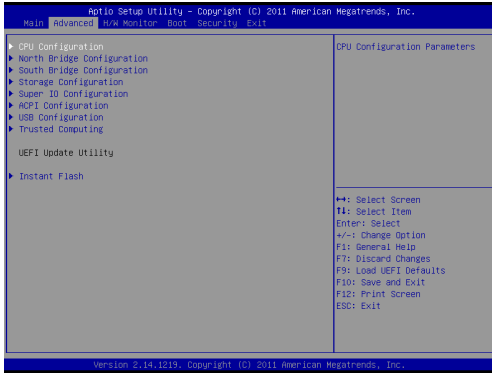 Aptio Setup Utility - Copyright (C) 2011 American Megatrends, Inc.
Main Advanced H/W Monitor Boot Security Exit
CPU Configuration
North Bridge Configuration
South Bridge Configuration
Storage Configuration
Super IO Configuration
ACPI Configuration
USB Configuration
Trusted Computing
UEFI Update Utility
Instant Flash
CPU Configuration Parameters
↔: Select Screen
↑↓: Select Item
Enter: Select
+/-: Change Option
F1: General Help
F7: Discard Changes
F9: Load UEFI Defaults
F10: Save and Exit
F12: Print Screen
ESC: Exit
Version 2.14.1219. Copyright (C) 2011 American Megatrends, Inc.